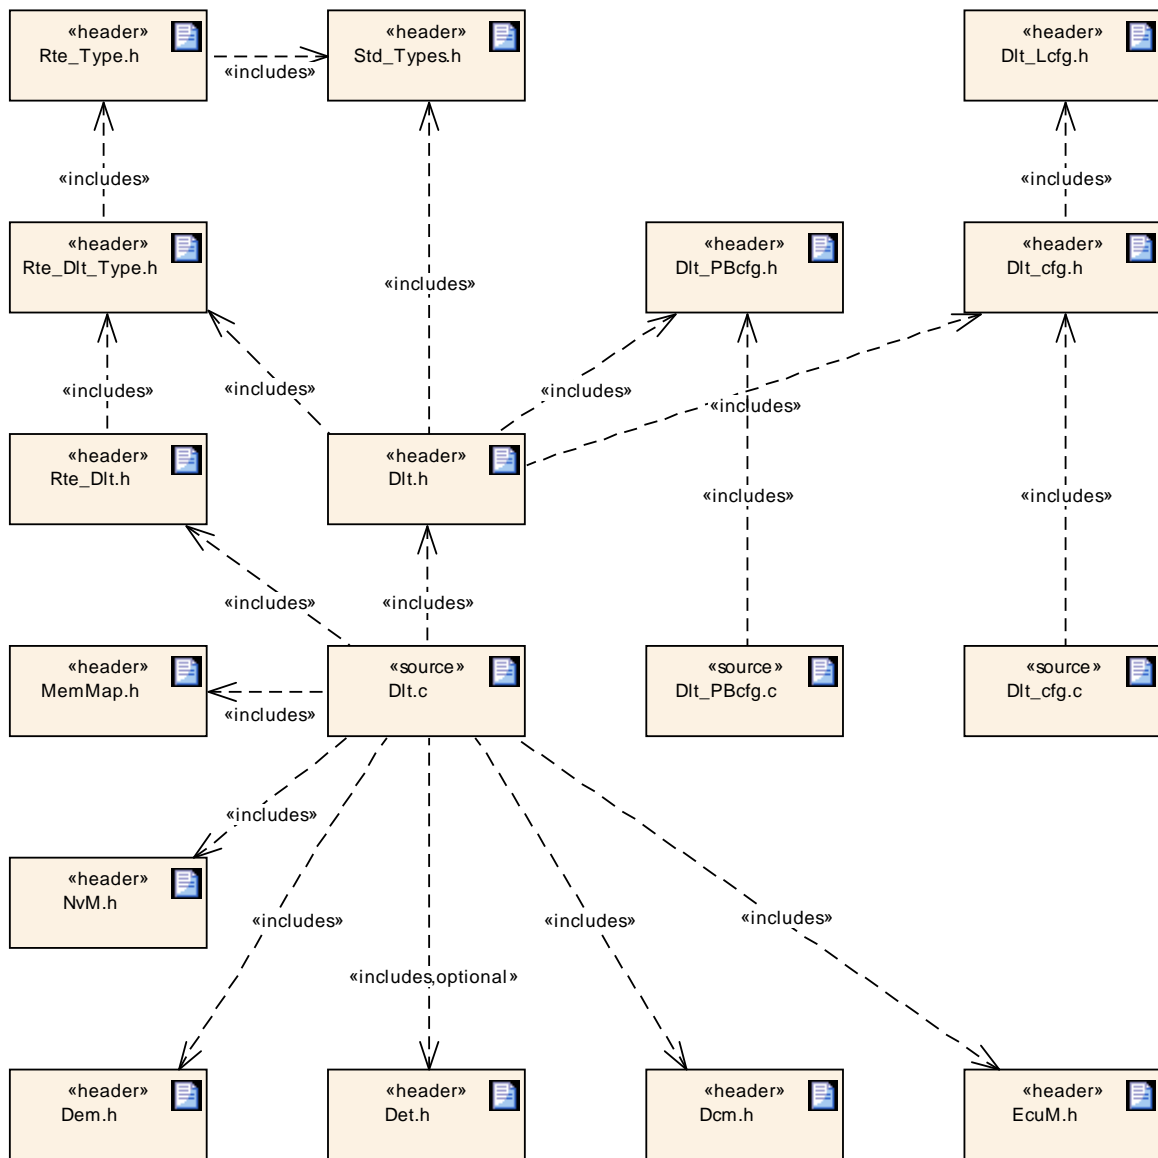 «header»
Rte_Type.h
«header»
Std_Types.h
«header»
Dlt_Lcfg.h
«includes»
«includes»
«includes»
«header»
Rte_Dlt_Type.h
«header»
Dlt_PBcfg.h
«header»
Dlt_cfg.h
«includes»
«includes»
«includes»
«includes»
«includes»
«header»
Rte_Dlt.h
«header»
Dlt.h
«includes»
«includes»
«includes»
«includes»
«header»
MemMap.h
«source»
Dlt.c
«source»
Dlt_PBcfg.c
«source»
Dlt_cfg.c
«includes»
«includes»
«header»
NvM.h
«includes»
«includes»
«includes»
«includes,optional»
«header»
Dem.h
«header»
Det.h
«header»
Dcm.h
«header»
EcuM.h